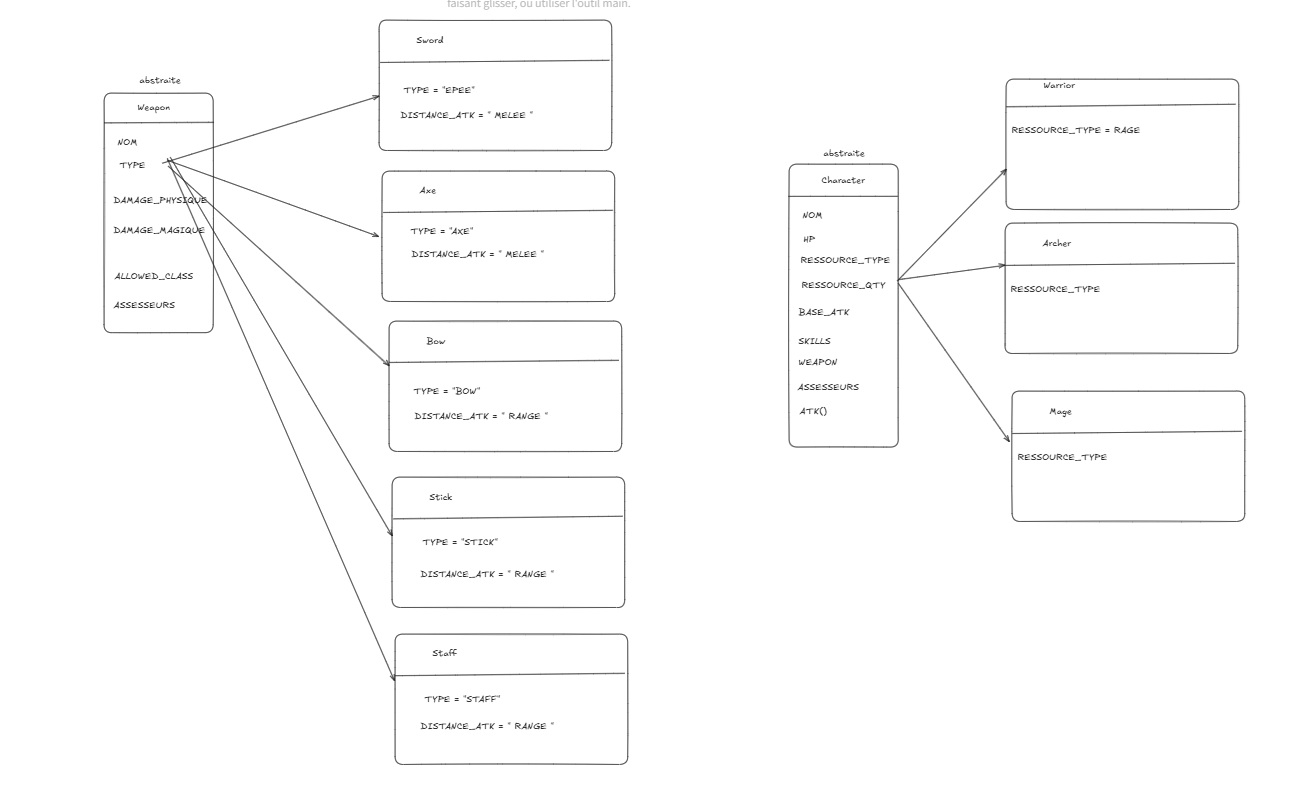 faisant glisser, ou utiliser l'outil main.
abstraite
Weapon
NOM
TYPE
DAMAGE_PHYSIQUE
DAMAGE_MAGIQUE
ALLOWED_CLASS
ASSESSEURS
Sword
TYPE = "EPEE"
DISTANCE_ATK = " MELEE "
Axe
TYPE = "AXE"
DISTANCE_ATK = " MELEE "
Bow
TYPE = "BOW"
DISTANCE_ATK = " RANGE "
Stick
TYPE = "STICK"
DISTANCE_ATK = " RANGE "
Staff
TYPE = "STAFF"
DISTANCE_ATK = " RANGE "
abstraite
Character
NOM
HP
RESSOURCE_TYPE
RESSOURCE_QTY
BASE_ATK
SKILLS
WEAPON
ASSESSEURS
ATK()
Warrior
RESSOURCE_TYPE = RAGE
Archer
RESSOURCE_TYPE
Mage
RESSOURCE_TYPE